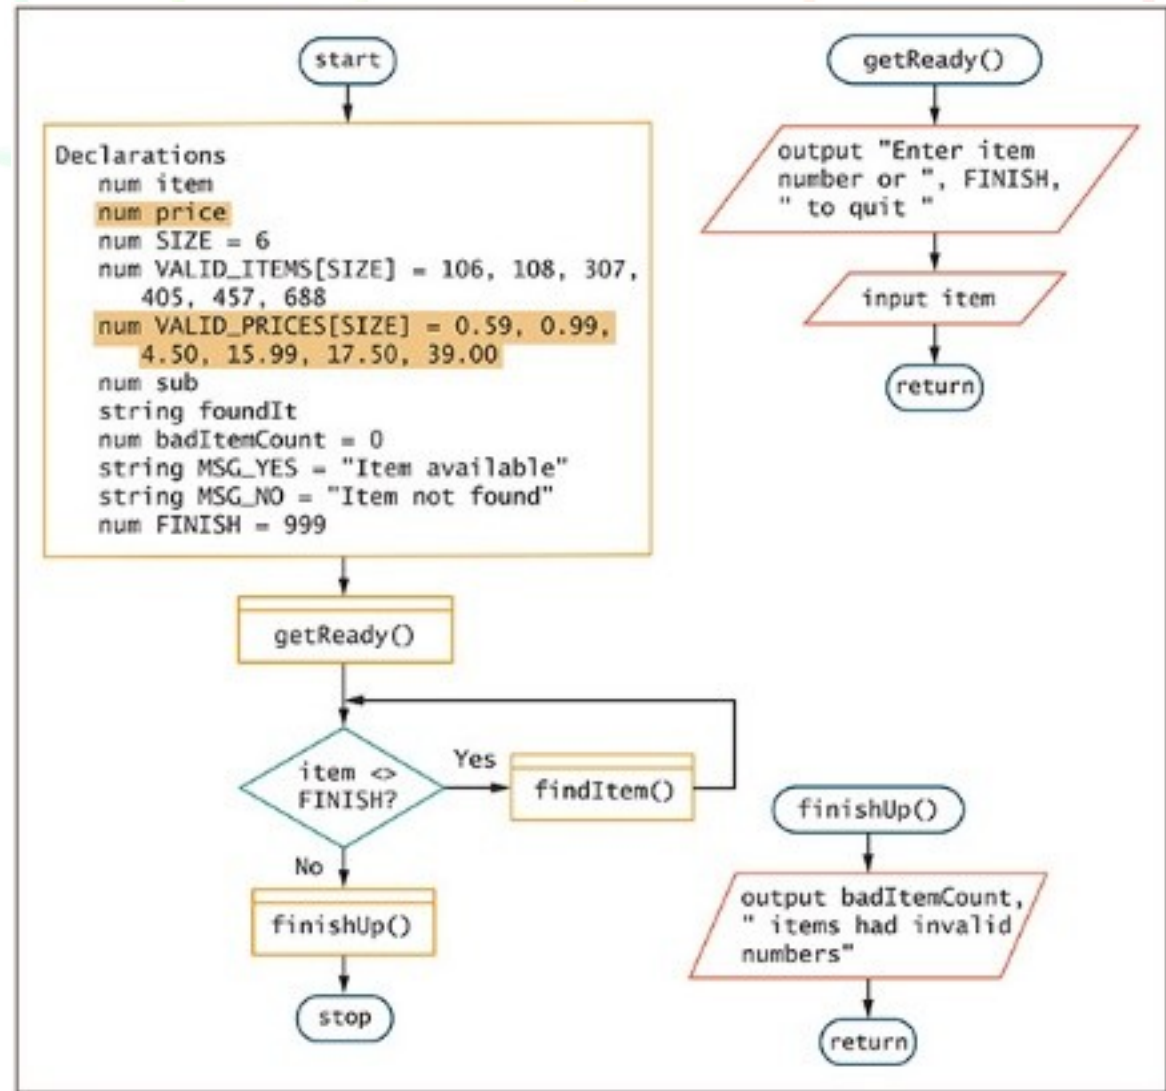 start
Declarations
num item
num price
num SIZE = 6
num VALID_ITEMS[SIZE] = 106, 108, 307,
405, 457, 688
num VALID_PRICES[SIZE] = 0.59, 0.99,
4.50, 15.99, 17.50, 39.00
num sub
string foundIt
num badItemCount = 0
string MSG_YES = "Item available"
string MSG_NO = "Item not found"
num FINISH = 999
getReady()
item <>
FINISH?
Yes
findItem()
No
finishUp()
stop
getReady()
output "Enter item
number or ", FINISH,
" to quit "
input item
return
finishUp()
output badItemCount,
" items had invalid
numbers"
return